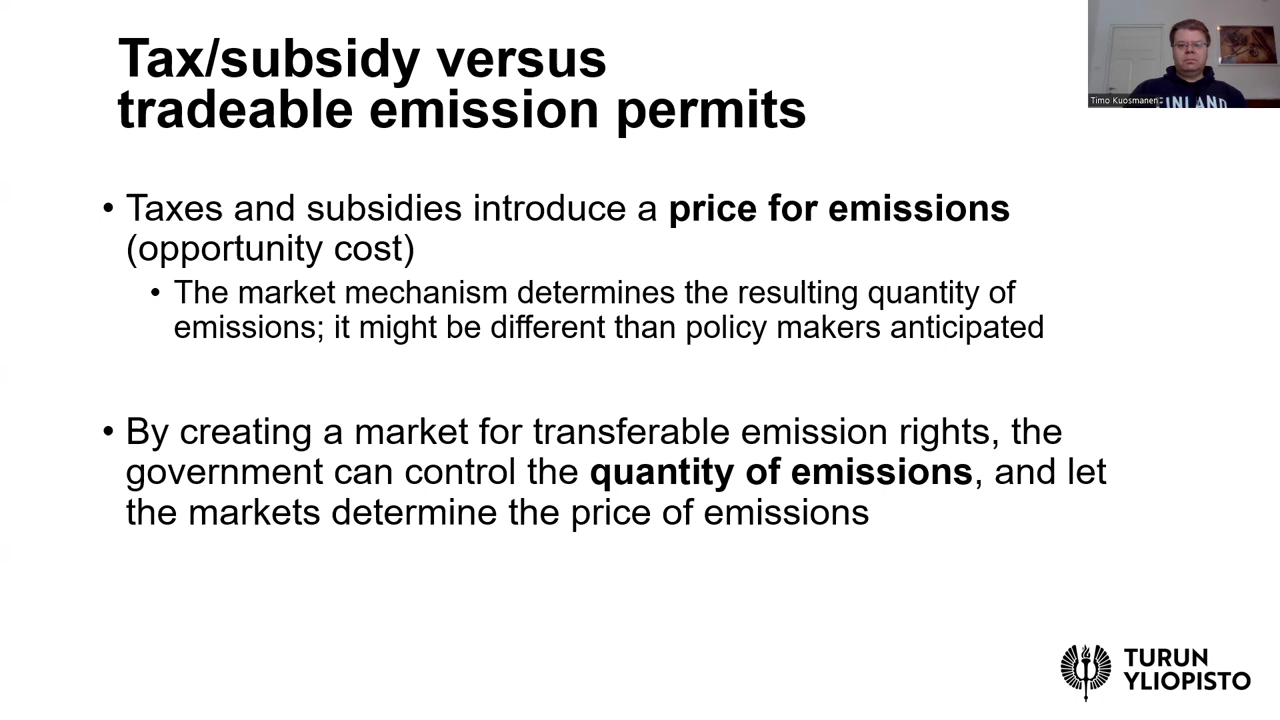 Tax/subsidy versus
tradeable emission permits
• Taxes and subsidies introduce a price for emissions
(opportunity cost)
• The market mechanism determines the resulting quantity of
emissions; it might be different than policy makers anticipated
• By creating a market for transferable emission rights, the
government can control the quantity of emissions, and let
the markets determine the price of emissions
Timo Kuosmanen
FINLAND
TURUN
YLIOPISTO